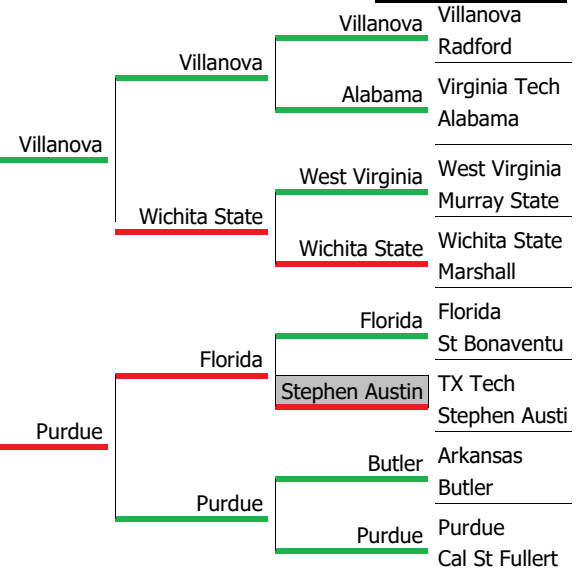 Villanova
Radford
Virginia Tech
Alabama
West Virginia
Murray State
Wichita State
Marshall
Florida
St Bonaventu
TX Tech
Stephen Austi
Arkansas
Butler
Purdue
Cal St Fullert
Villanova
Alabama
West Virginia
Wichita State
Florida
Stephen Austin
Butler
Purdue
Villanova
Wichita State
Florida
Purdue
Villanova
Purdue